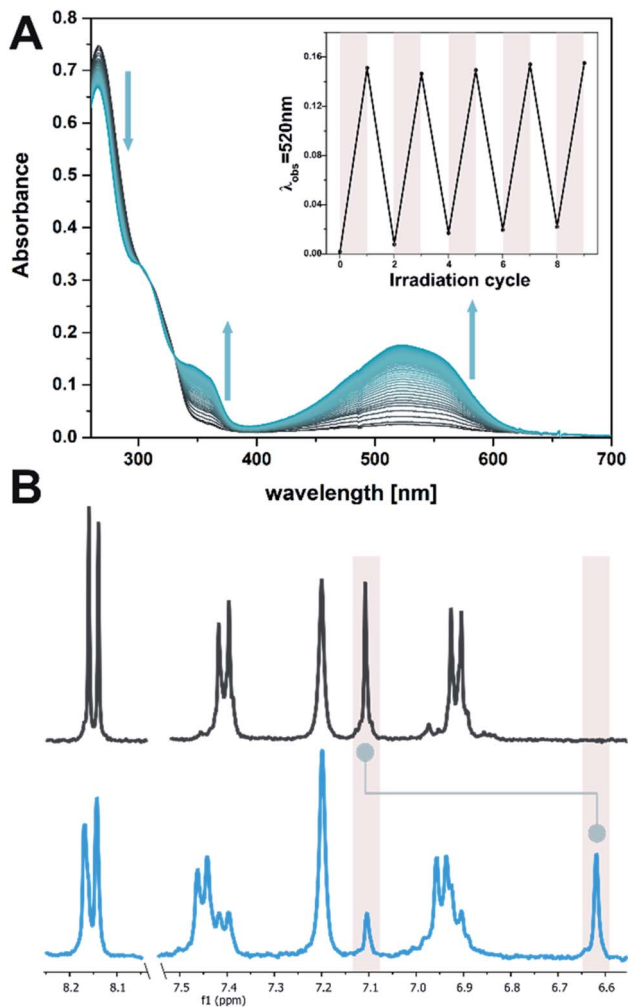 A
0.8
0.7
0.6
0.5
0.4
0.3
0.2
0.1
0.0
Absorbance
300 400 500 600 700
wavelength [nm]
λobs=520nm
0.16
0.12
0.08
0.04
0.00
0 2 4 6 8
Irradiation cycle
B
8.2 8.1 7.5 7.4 7.3 7.2 7.1 7.0 6.9 6.8 6.7 6.6
f1 (ppm)